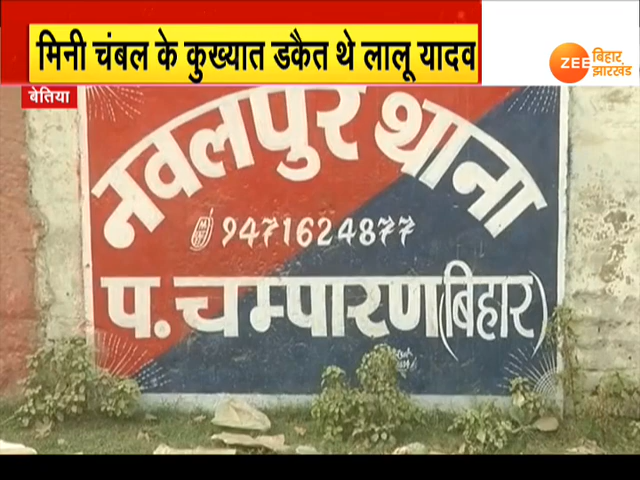 मिनी चंबल के कुख्यात डकैत थे लालू यादव
ZEE बिहार झारखंड
बेतिया
नवलपुर थाना
9471624877
प. चम्पारण (बिहार)